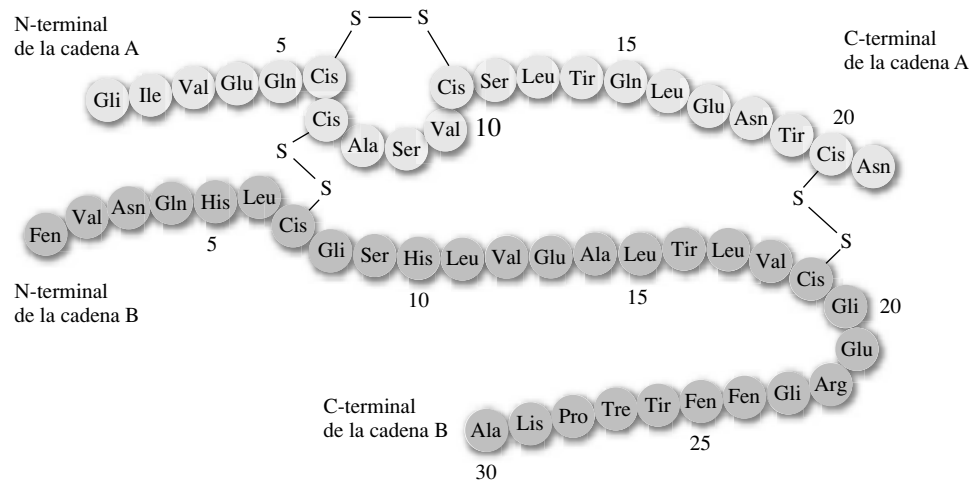 N-terminal
de la cadena A
S S
5
15
C-terminal
de la cadena A
Gli Ile Val Glu Gln Cis
Cis Ala Ser Val Cis
10
Ser Leu Tir Gln Leu Glu Asn Tir Cis Asn
20
S
S
S
S
Fen Val Asn Gln His Leu Cis Gli Ser His Leu Val Glu Ala Leu Tir Leu Val Cis Gli
5
10
15
20
N-terminal
de la cadena B
Glu
Arg
C-terminal
de la cadena B
Ala Lis Pro Tre Tir Fen Fen Gli
30
25